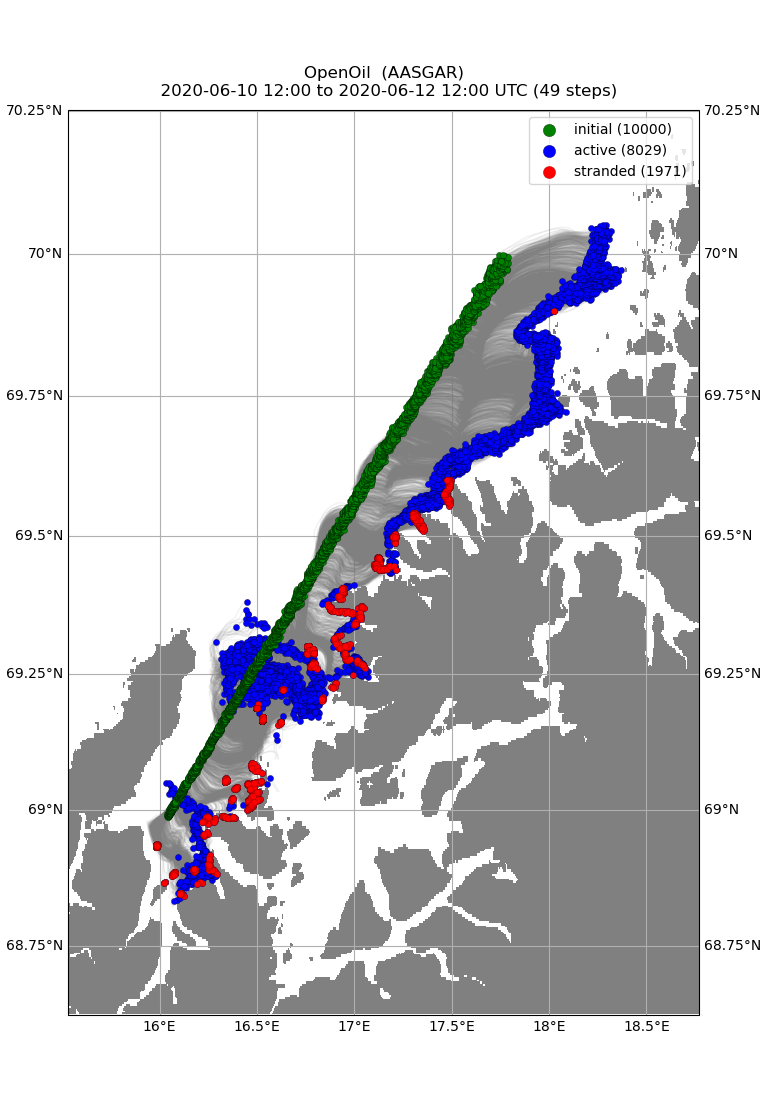 OpenOil (AASGAR)
2020-06-10 12:00 to 2020-06-12 12:00 UTC (49 steps)
70.25°N 70.25°N
initial (10000)
active (8029)
stranded (1971)
70°N 70°N
69.75°N 69.75°N
69.5°N 69.5°N
69.25°N 69.25°N
69°N 69°N
68.75°N 68.75°N
16°E 16.5°E 17°E 17.5°E 18°E 18.5°E